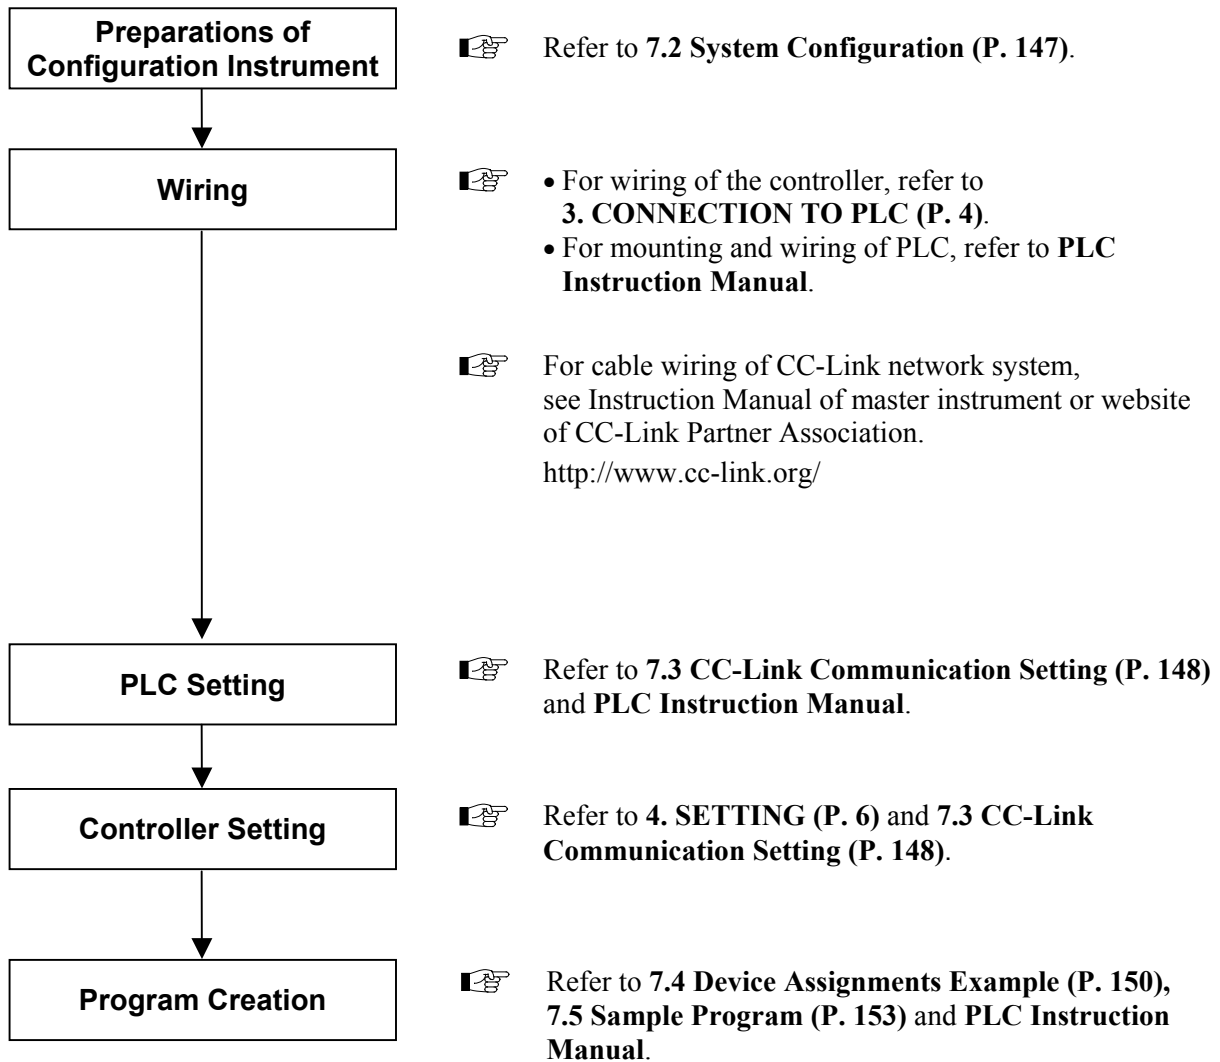 Preparations of
Configuration Instrument
Refer to 7.2 System Configuration (P. 147).
Wiring
• For wiring of the controller, refer to
3. CONNECTION TO PLC (P. 4).
• For mounting and wiring of PLC, refer to PLC
Instruction Manual.
For cable wiring of CC-Link network system,
see Instruction Manual of master instrument or website
of CC-Link Partner Association.
http://www.cc-link.org/
PLC Setting
Refer to 7.3 CC-Link Communication Setting (P. 148)
and PLC Instruction Manual.
Controller Setting
Refer to 4. SETTING (P. 6) and 7.3 CC-Link
Communication Setting (P. 148).
Program Creation
Refer to 7.4 Device Assignments Example (P. 150),
7.5 Sample Program (P. 153) and PLC Instruction
Manual.